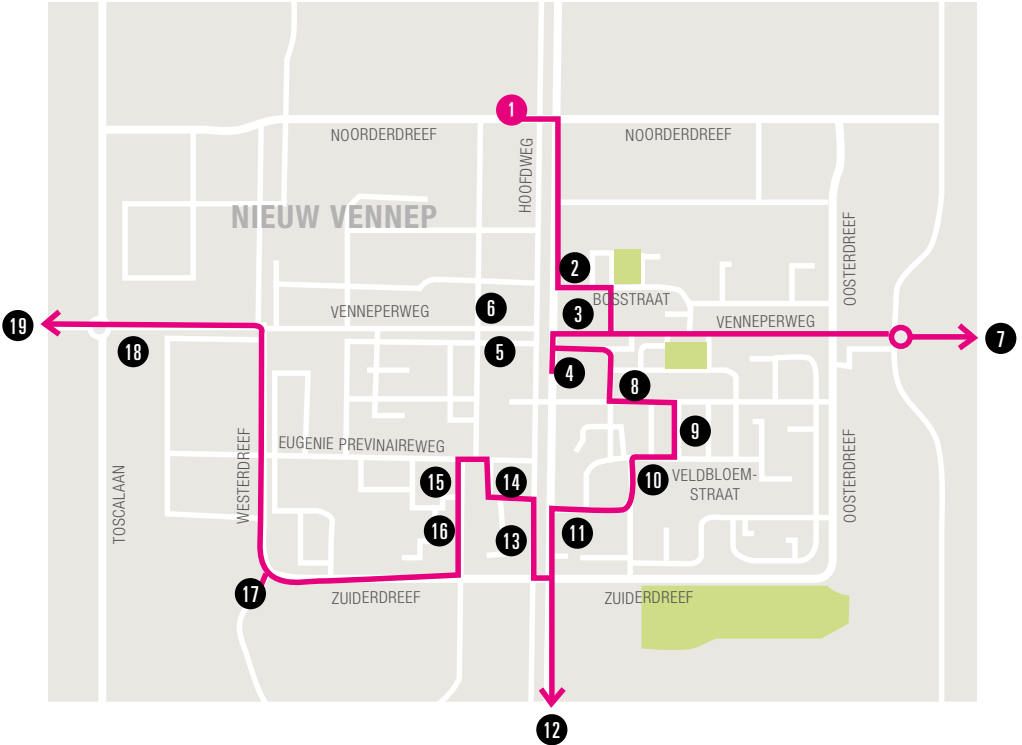 1
NOORDERDREEF
NOORDERDREEF
HOOFDWEG
NIEUW VENNEP
OOSTERDREEF
2
BOSSTRAAT
6
3
VENNEPERWEG
VENNEPERWEG
19
18
5
7
4
8
9
EUGENIE PREVINAIREWEG
WESTERDREEF
TOSCALAAN
15
14
10
VELDBLOEM-
STRAAT
OOSTERDREEF
16
13
11
17
ZUIDERDREEF
ZUIDERDREEF
12